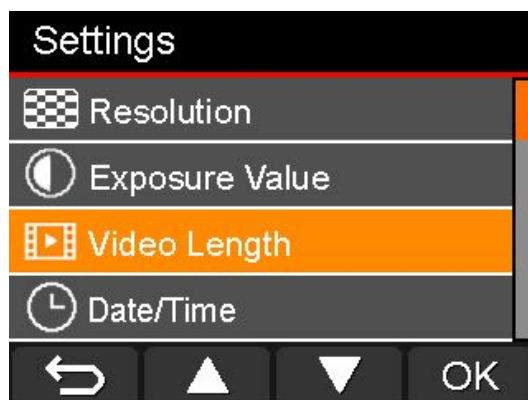 Settings
Resolution
Exposure Value
Video Length
Date/Time
OK